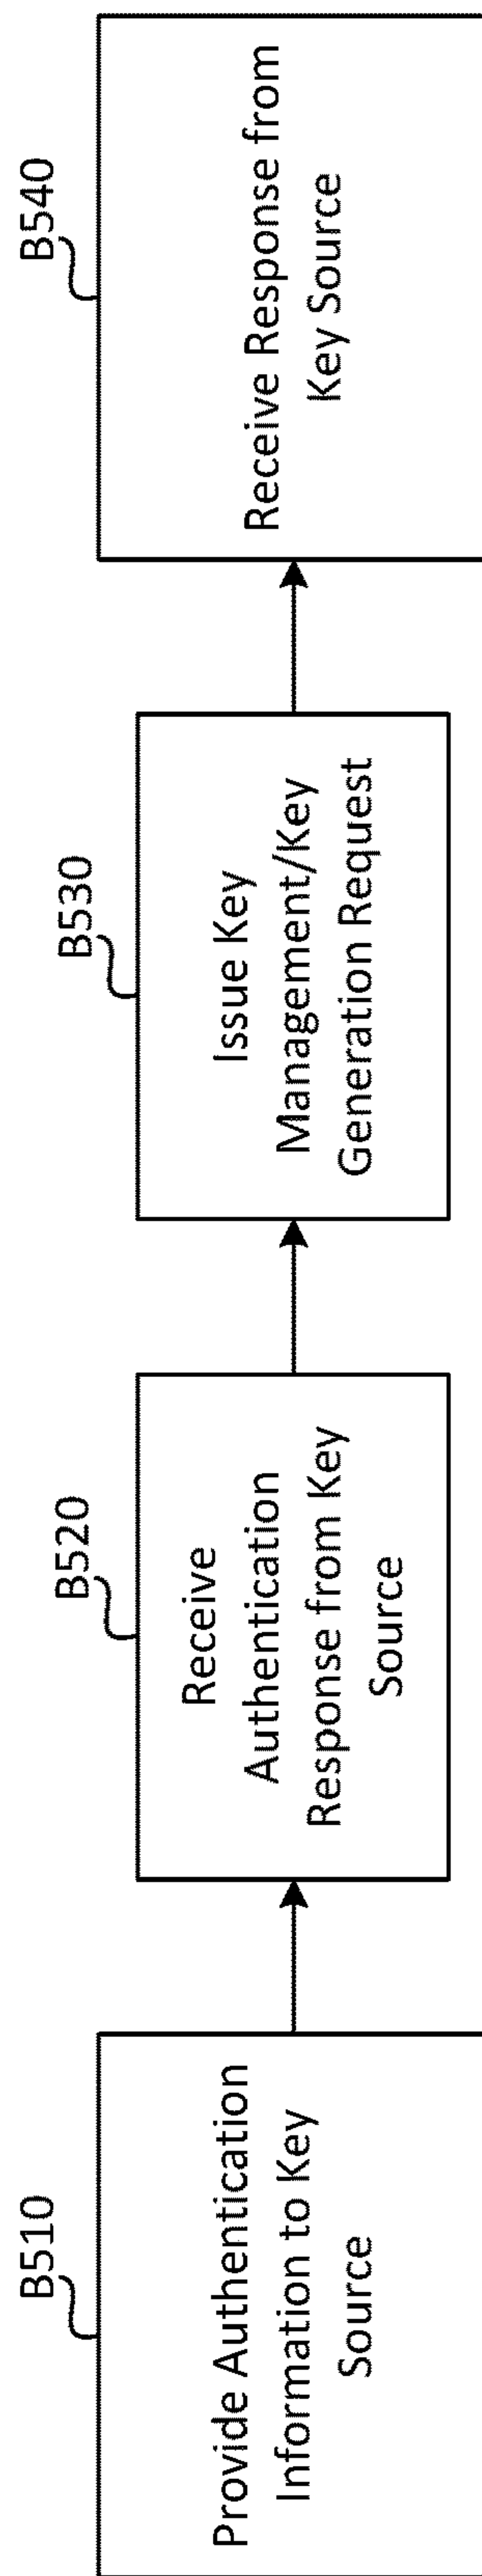 B510
Provide Authentication
Information to Key
Source
B520
Receive
Authentication
Response from Key
Source
B530
Issue Key
Management/Key
Generation Request
B540
Receive Response from
Key Source